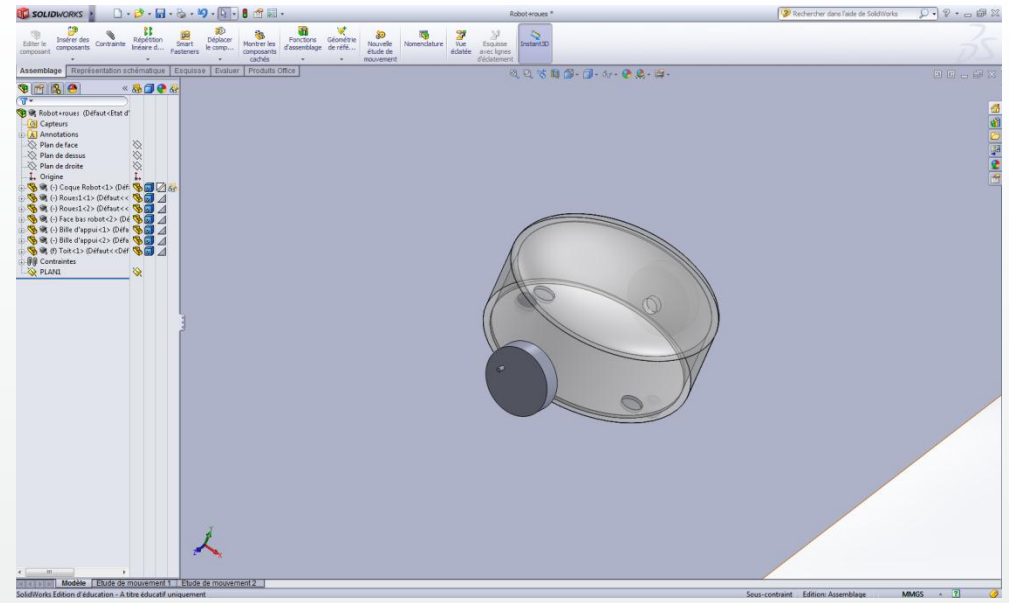 SOLIDWORKS
Robot+roues *
Rechercher dans l'aide de SolidWorks
Editer le composant
Insérer des composants
Contrainte
Répétition linéaire d...
Smart Fasteners
Déplacer le comp...
Montrer les composants cachés
Fonctions d'assemblage
Géométrie de réfé...
Nouvelle étude de mouvement
Nomenclature
Vue éclatée
Esquisse avec lignes d'éclatement
Instant3D
Assemblage Représentation schématique Esquisse Evaluer Produits Office
Robot+roues (Défaut<Etat d'
Capteurs
Annotations
Plan de face
Plan de dessus
Plan de droite
Origine
(-) Coque Robot<1> (Défa
(-) Roues1<1> (Défaut<<
(-) Roues1<2> (Défaut<<
(-) Face bas robot<2> (Dé
(-) Bille d'appui<1> (Défa
(-) Bille d'appui<2> (Défa
(f) Toit<1> (Défaut<<Déf
Contraintes
PLAN1
Modèle Etude de mouvement 1 Etude de mouvement 2
SolidWorks Edition d'éducation - A titre éducatif uniquement
Sous-contraint Edition: Assemblage MMGS